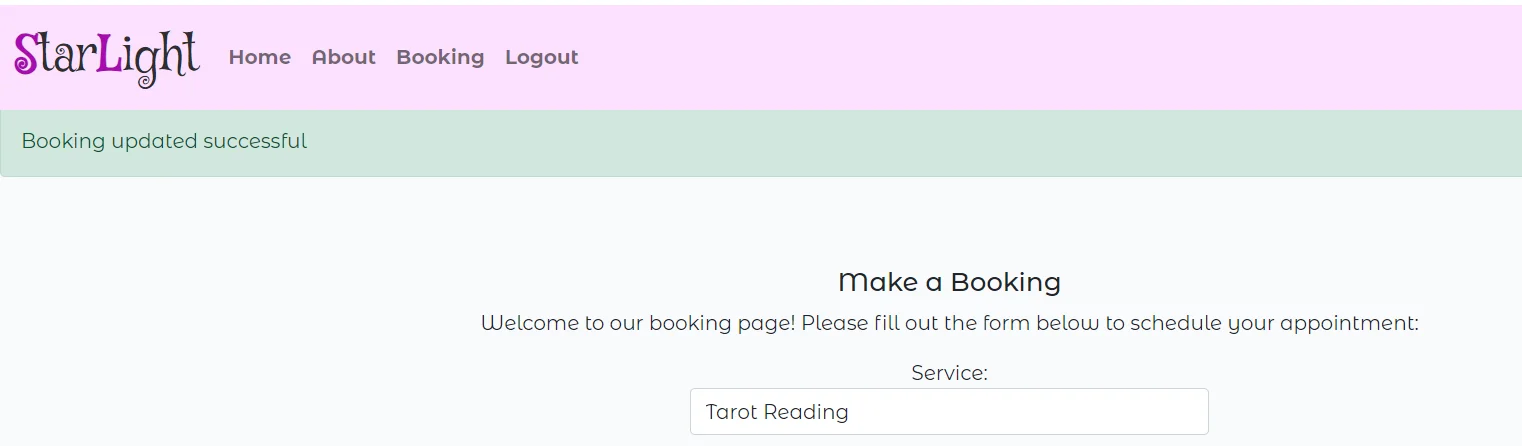 StarLight Home About Booking Logout
Booking updated successful
Make a Booking
Welcome to our booking page! Please fill out the form below to schedule your appointment:
Service:
Tarot Reading